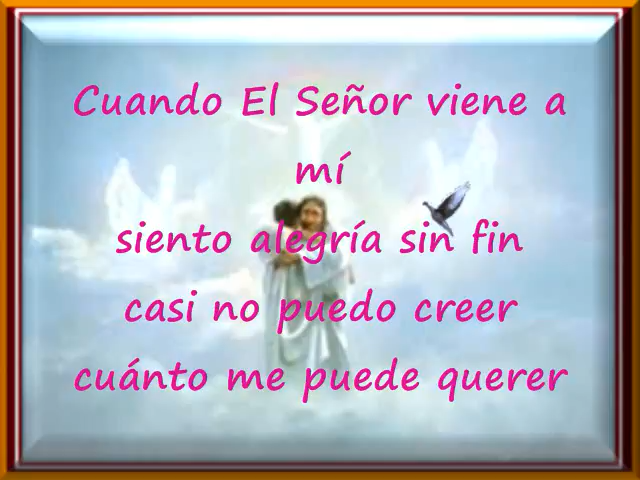 Cuando El Señor viene a
mí
siento alegría sin fin
casi no puedo creer
cuánto me puede querer